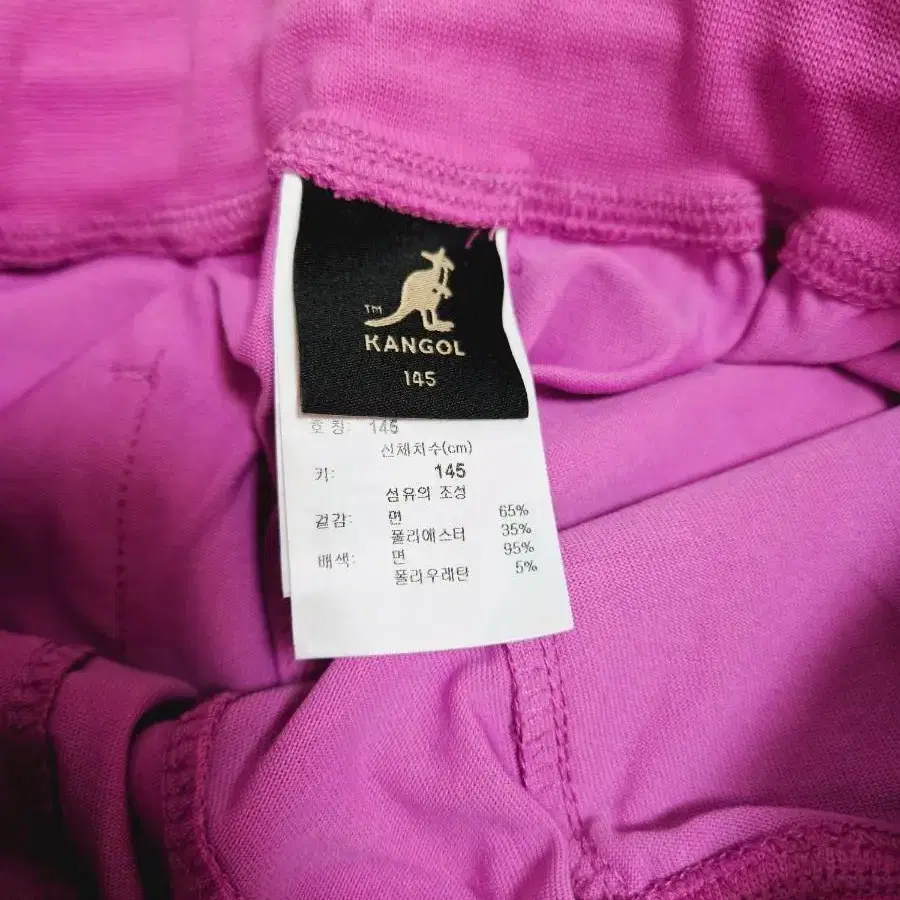 TM
KANGOL
145
호칭: 145
신체치수(cm)
키: 145
섬유의 조성
겉감: 면 65%
폴리에스터 35%
배색: 면 95%
폴리우레탄 5%